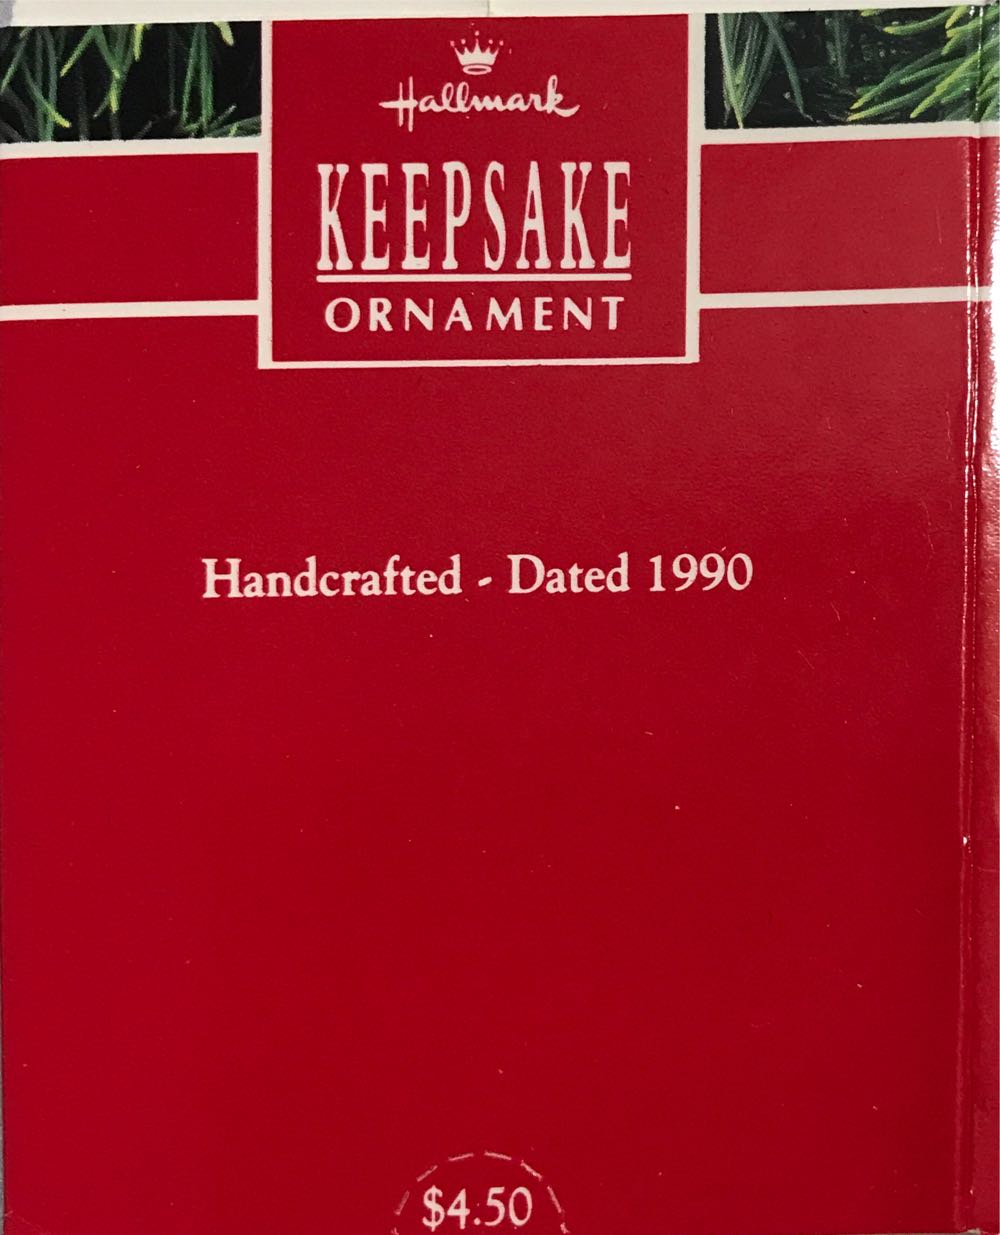 Hallmark
KEEPSAKE
ORNAMENT
Handcrafted - Dated 1990
$4.50